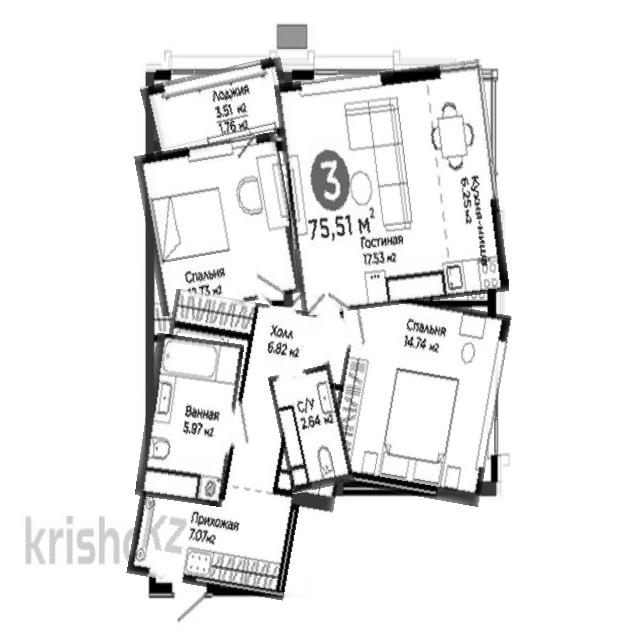 Лоджия
3.51 м2
1.76 м2
3
75,51 м2
Гостиная
17.53 м2
Кухня-ниша
6.25 м2
Спальня
12.73 м2
Холл
6.82 м2
Спальня
14.74 м2
С/У
2.64 м2
Ванная
5.97 м2
Прихожая
7.07 м2
krisha.KZ